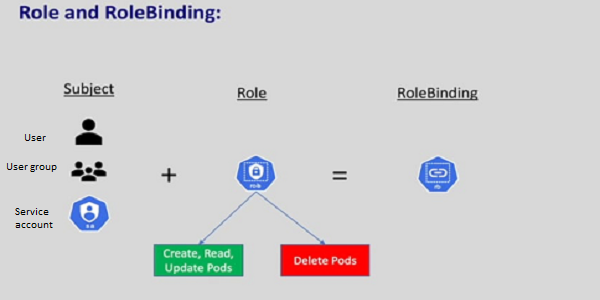 Role and RoleBinding:
Subject
Role
RoleBinding
User
User group
+
=
Service
account
Create, Read,
Update Pods
Delete Pods